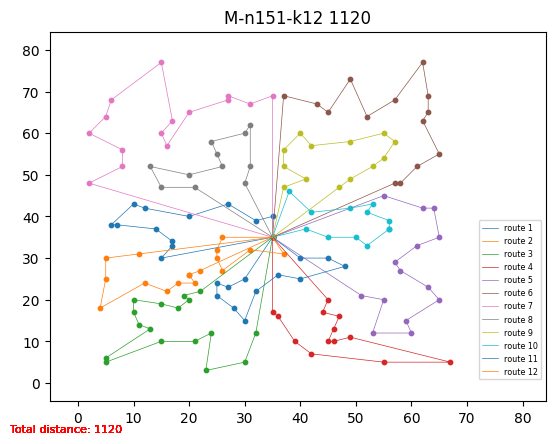 M-n151-k12 1120
80
70
60
50
40
30
20
10
0
route 1
route 2
route 3
route 4
route 5
route 6
route 7
route 8
route 9
route 10
route 11
route 12
0 10 20 30 40 50 60 70 80
Total distance: 1120